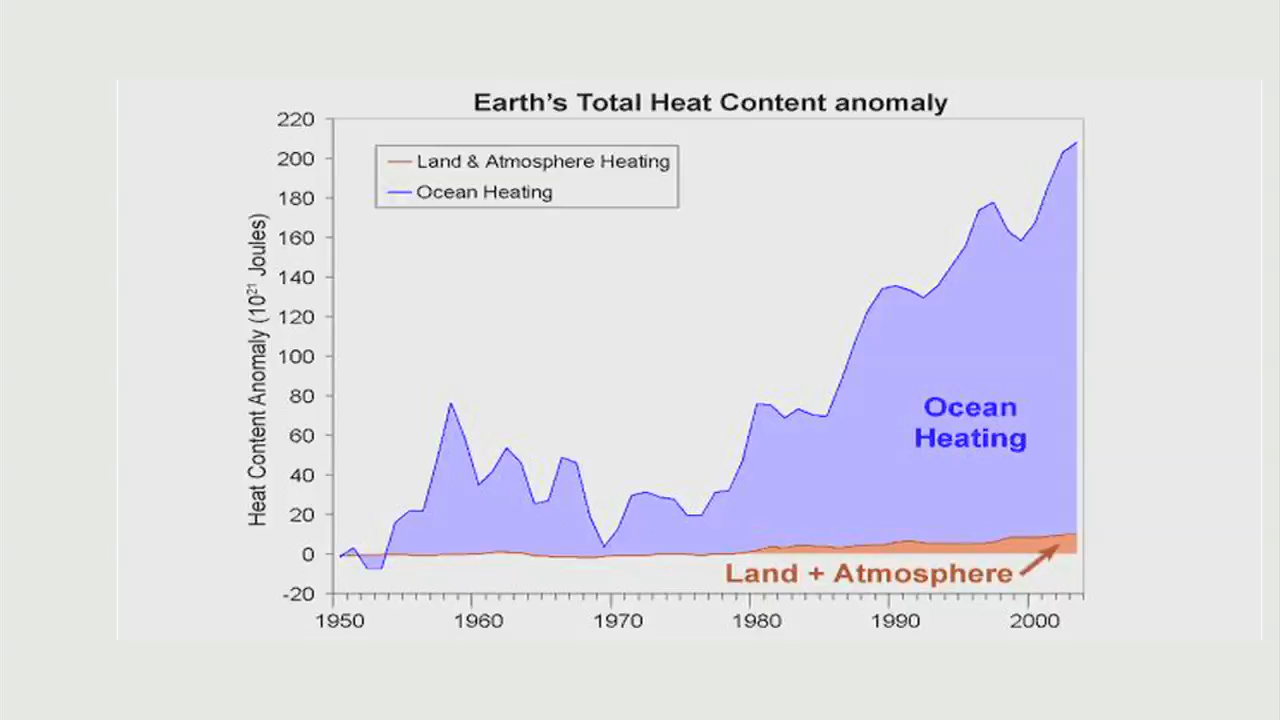 Earth's Total Heat Content anomaly
220
200
180
160
140
120
100
80
60
40
20
0
-20
Heat Content Anomaly (10²¹ Joules)
Land & Atmosphere Heating
Ocean Heating
Ocean
Heating
Land + Atmosphere
1950 1960 1970 1980 1990 2000